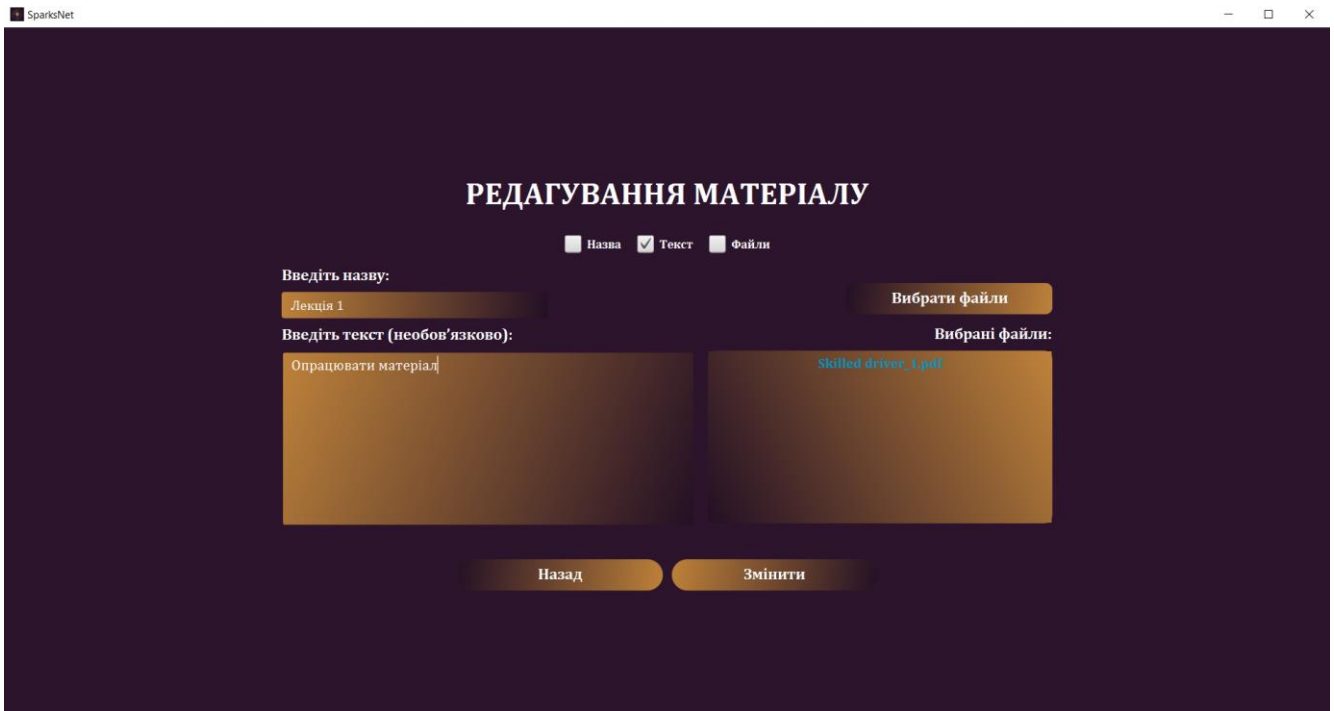 SparksNet
РЕДАГУВАННЯ МАТЕРІАЛУ
Назва Текст Файли
Введіть назву:
Лекція 1
Вибрати файли
Введіть текст (необов’язково):
Вибрані файли:
Опрацювати матеріал
Skilled driver_1.pdf
Назад Змінити